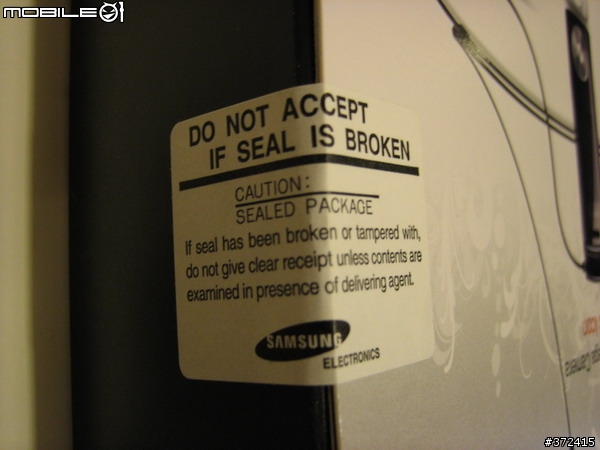 MOBILE01
DO NOT ACCEPT
IF SEAL IS BROKEN
CAUTION:
SEALED PACKAGE
If seal has been broken or tampered with,
do not give clear receipt unless contents are
examined in presence of delivering agent.
SAMSUNG
ELECTRONICS
#372415